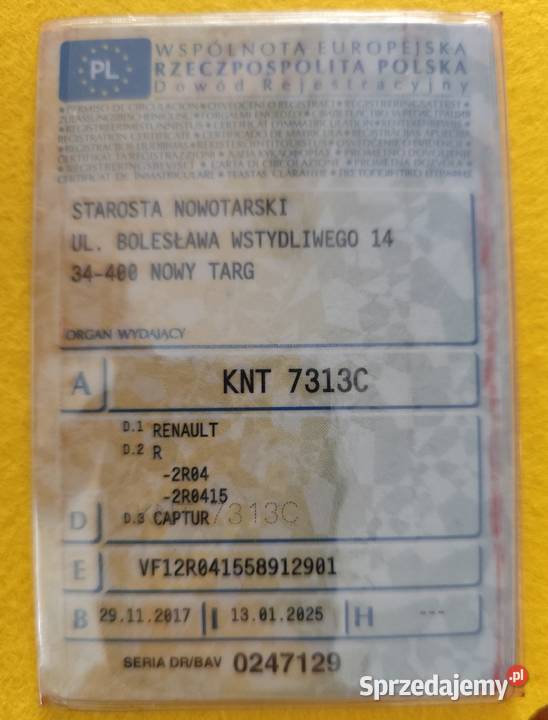 PL
WSPÓLNOTA EUROPEJSKA
RZECZPOSPOLITA POLSKA
Dowód Rejestracyjny
STAROSTA NOWOTARSKI
UL. BOLESŁAWA WSTYDLIWEGO 14
34-400 NOWY TARG
ORGAN WYDAJĄCY
A KNT 7313C
D.1 RENAULT
D.2 R
-2R04
-2R0415
D D.3 CAPTUR 7313C
E VF12R041558912901
B 29.11.2017 I 13.01.2025 H ---
SERIA DR/BAV 0247129
Sprzedajemy.pl